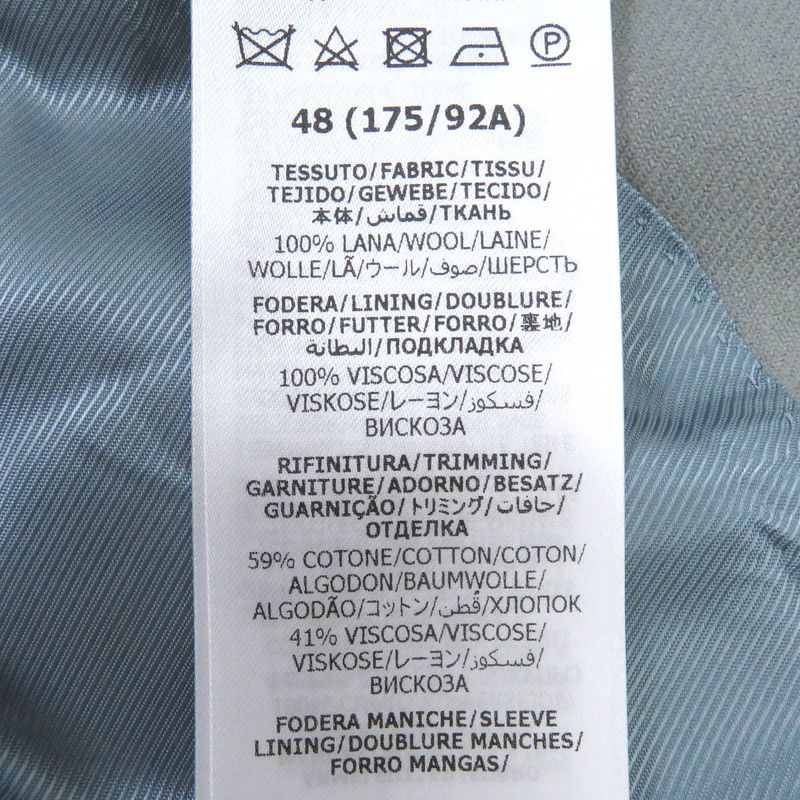 Ⓟ
48 (175/92A)
TESSUTO/FABRIC/TISSU/
TEJIDO/GEWEBE/TECIDO/
本体/قماش/ТКАНЬ
100% LANA/WOOL/LAINE/
WOLLE/LÃ/ウール/صوف/ШЕРСТЬ
FODERA/LINING/DOUBLURE/
FORRO/FUTTER/FORRO/裏地/
البطانة/ПОДКЛАДКА
100% VISCOSA/VISCOSE/
VISKOSE/レーヨン/فسكوز/
ВИСКОЗА
RIFINITURA/TRIMMING/
GARNITURE/ADORNO/BESATZ/
GUARNIÇÃO/トリミング/حافات/
ОТДЕЛКА
59% COTONE/COTTON/COTON/
ALGODON/BAUMWOLLE/
ALGODÃO/コットン/قطن/ХЛОПОК
41% VISCOSA/VISCOSE/
VISKOSE/レーヨン/فسكوز/
ВИСКОЗА
FODERA MANICHE/SLEEVE
LINING/DOUBLURE MANCHES/
FORRO MANGAS/